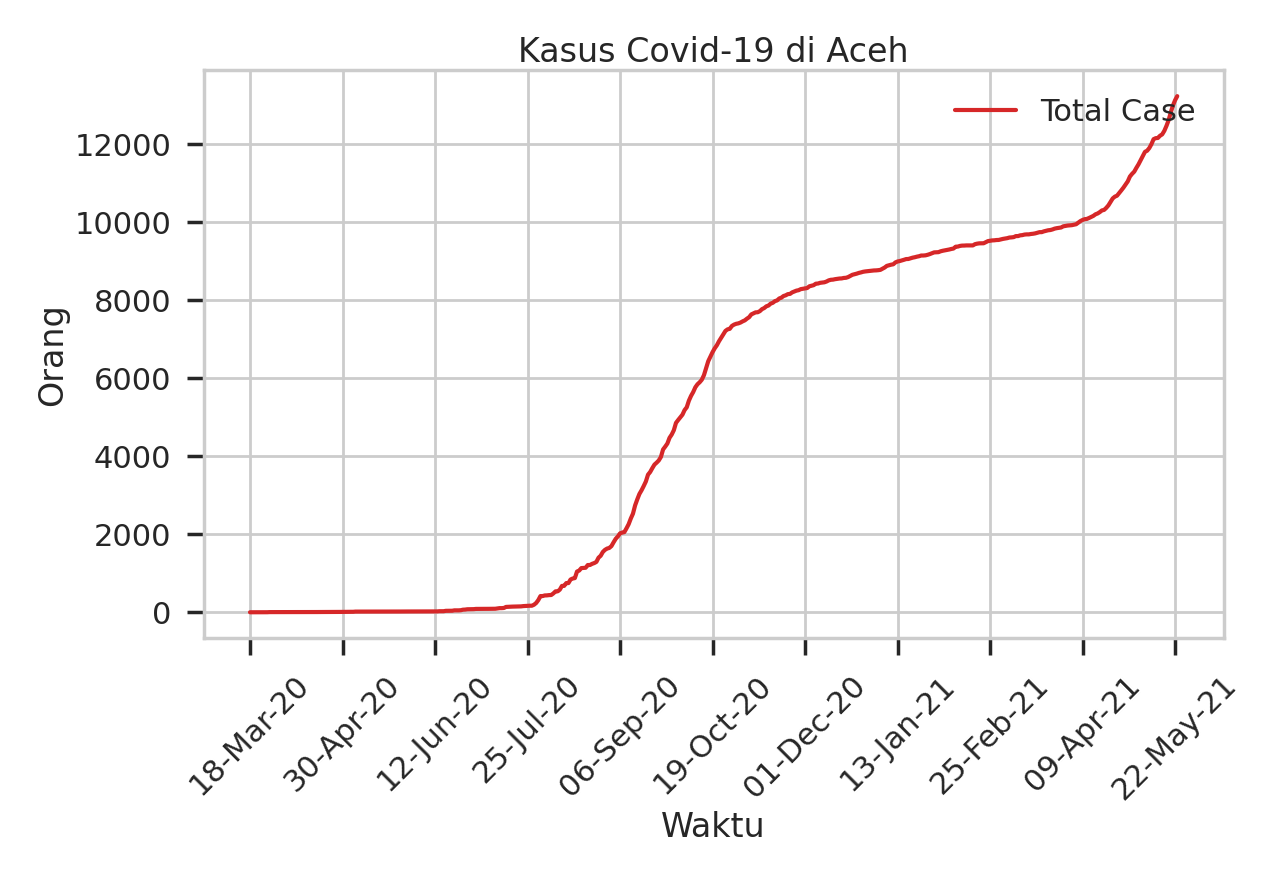 Kasus Covid-19 di Aceh
Total Case
12000
10000
8000
6000
4000
2000
0
Orang
18-Mar-20
30-Apr-20
12-Jun-20
25-Jul-20
06-Sep-20
19-Oct-20
01-Dec-20
13-Jan-21
25-Feb-21
09-Apr-21
22-May-21
Waktu